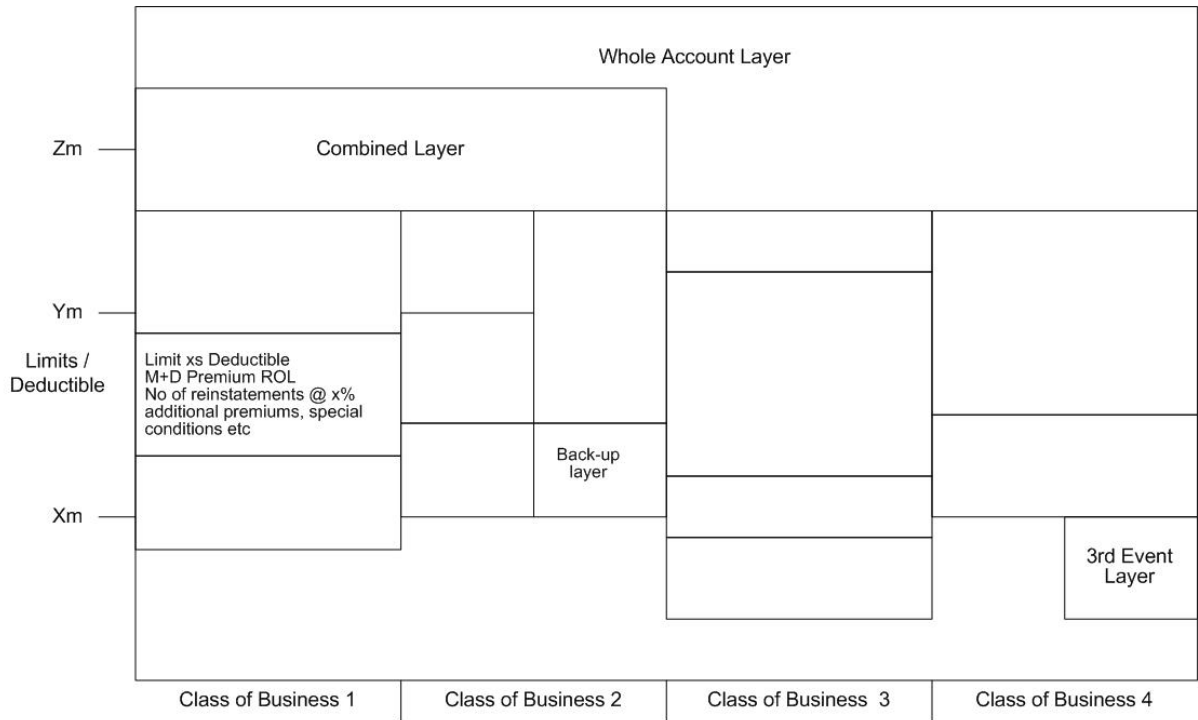 Whole Account Layer
Zm
Combined Layer
Ym
Limits /
Deductible
Limit xs Deductible
M+D Premium ROL
No of reinstatements @ x%
additional premiums, special
conditions etc
Back-up
layer
Xm
3rd Event
Layer
Class of Business 1
Class of Business 2
Class of Business 3
Class of Business 4